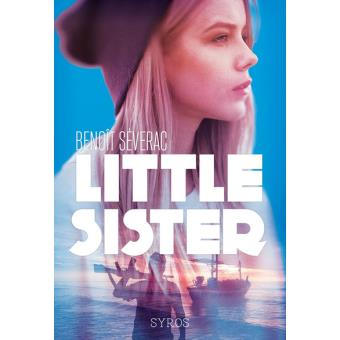 BENOÎT SÉVERAC
LITTLE
SISTER
SYROS